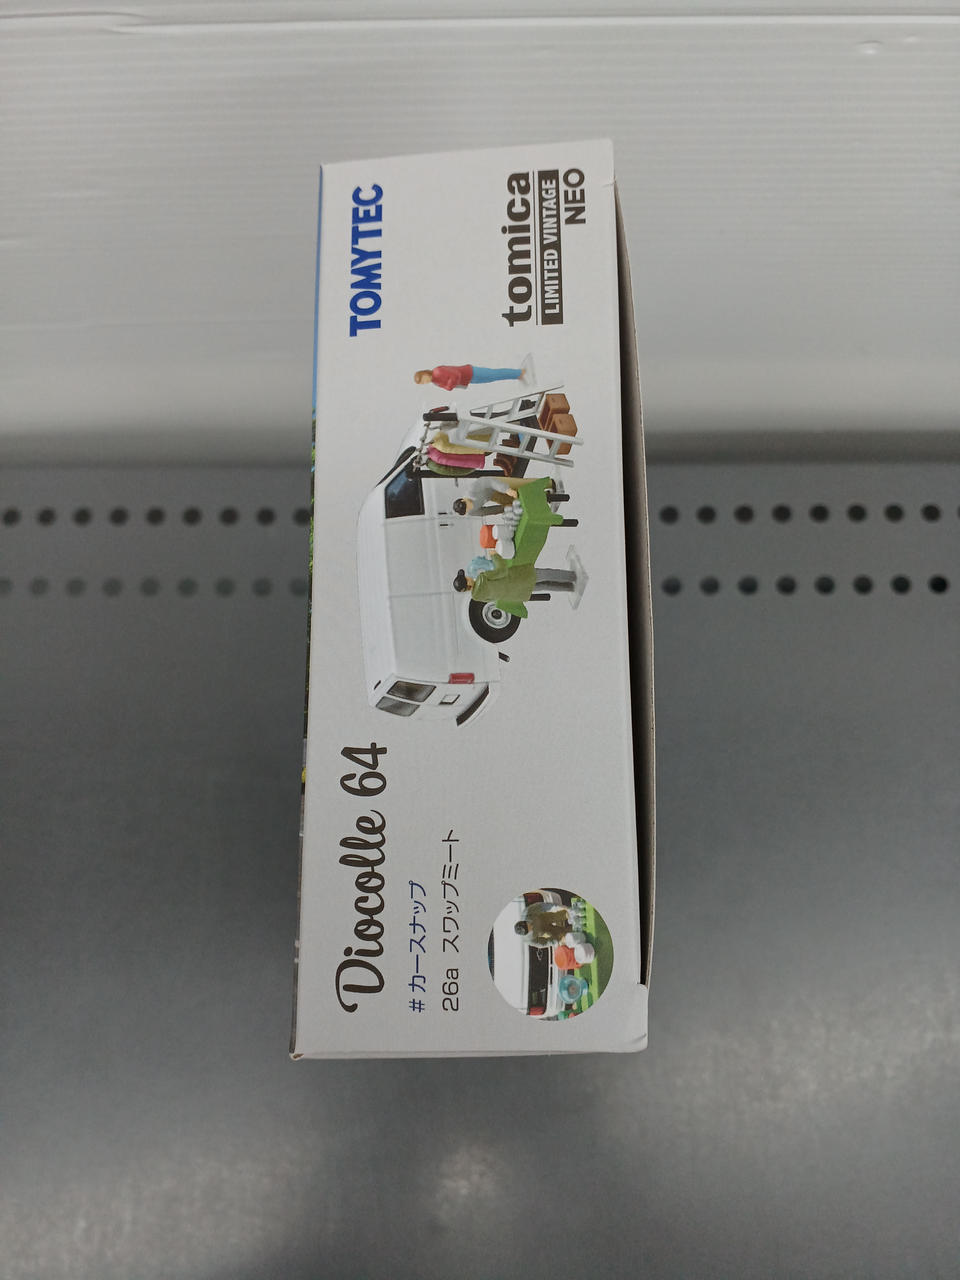 Diocolle 64
#カースナップ
26a スワップミート
TOMYTEC
tomica
LIMITED VINTAGE
NEO